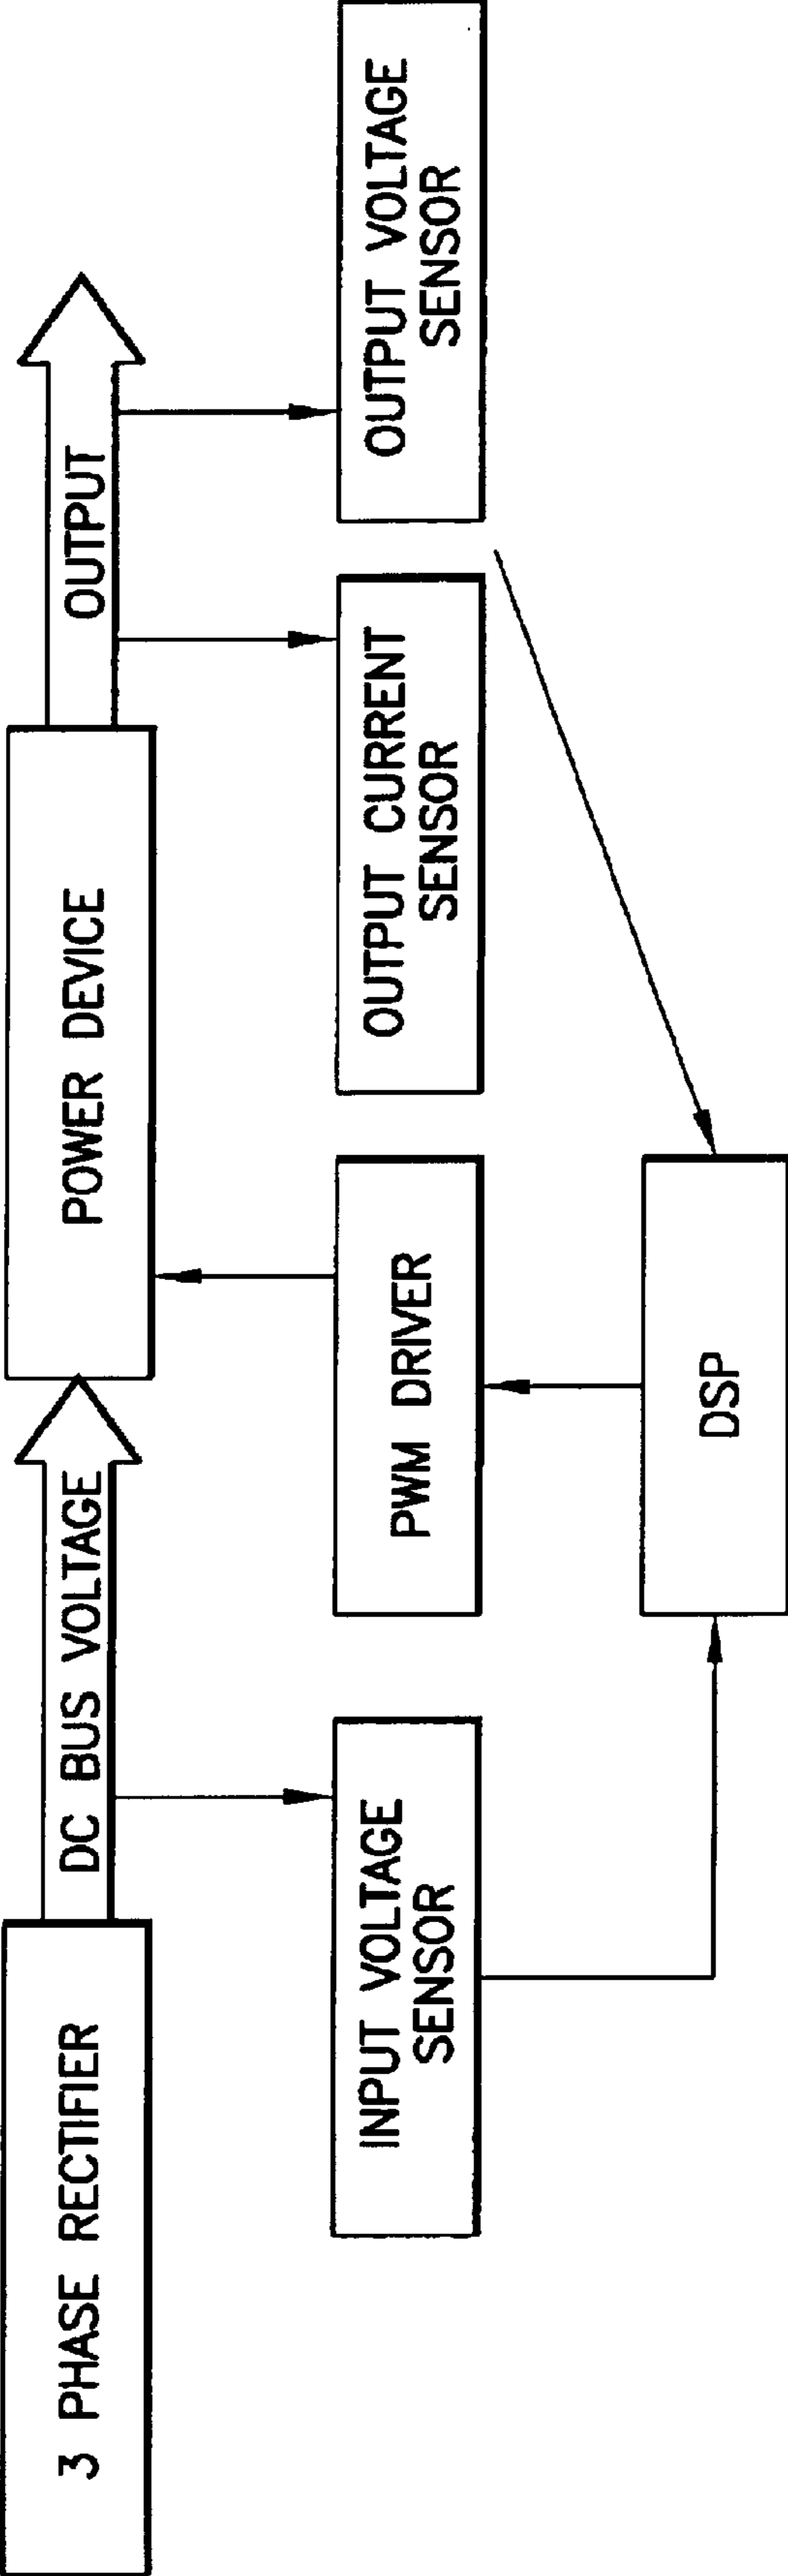 3 PHASE RECTIFIER
DC BUS VOLTAGE
POWER DEVICE
OUTPUT
INPUT VOLTAGE
SENSOR
PWM DRIVER
OUTPUT CURRENT
SENSOR
OUTPUT VOLTAGE
SENSOR
DSP